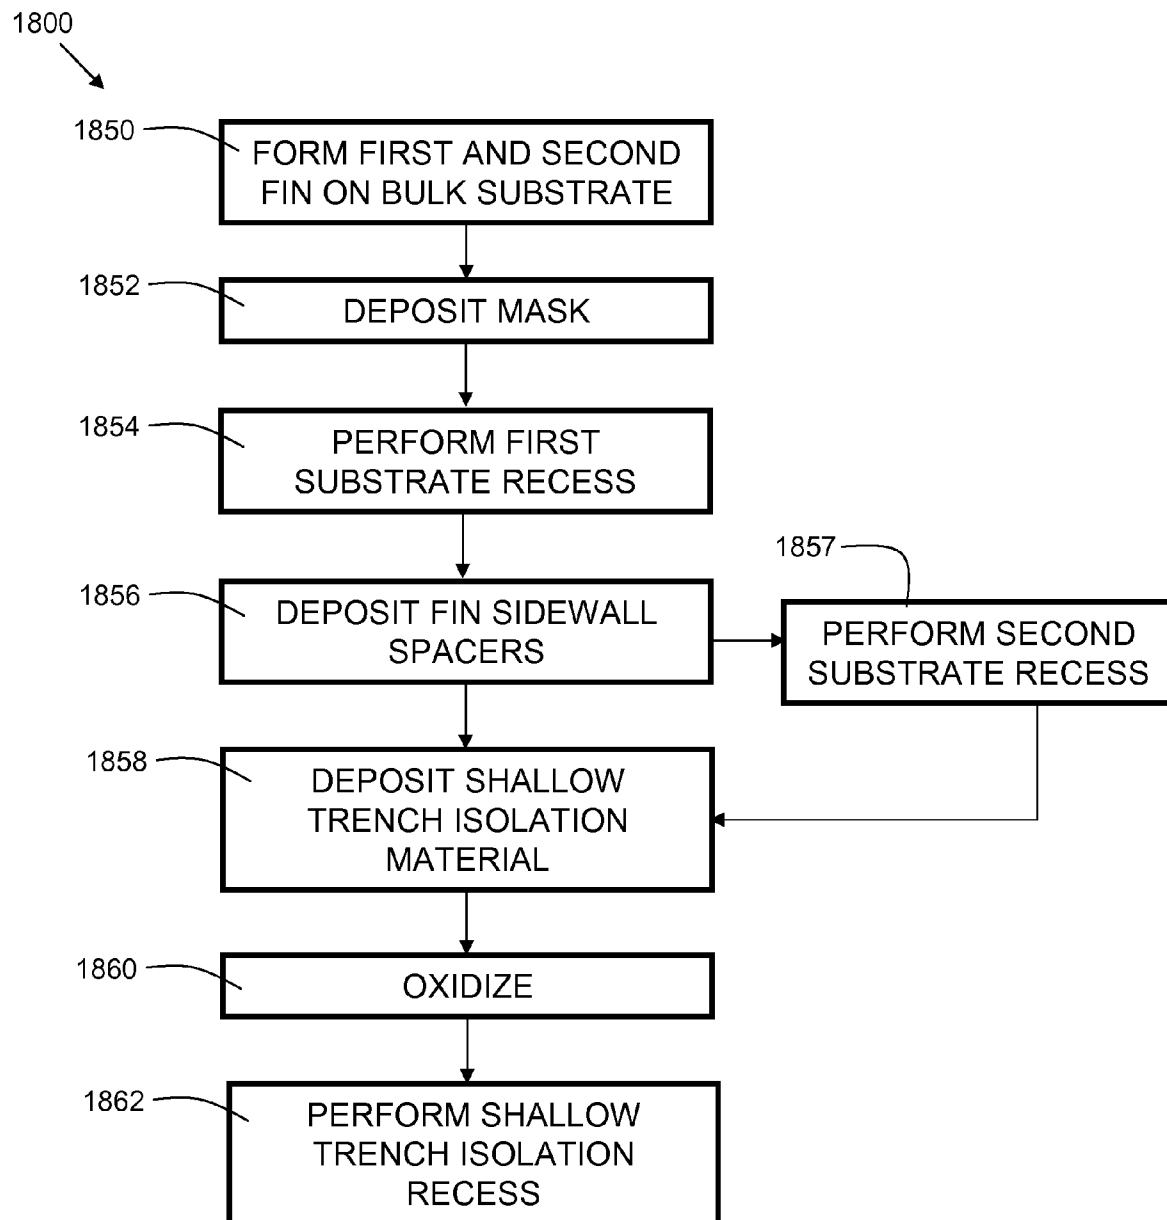 1800
1850
FORM FIRST AND SECOND
FIN ON BULK SUBSTRATE
1852
DEPOSIT MASK
1854
PERFORM FIRST
SUBSTRATE RECESS
1856
DEPOSIT FIN SIDEWALL
SPACERS
1857
PERFORM SECOND
SUBSTRATE RECESS
1858
DEPOSIT SHALLOW
TRENCH ISOLATION
MATERIAL
1860
OXIDIZE
1862
PERFORM SHALLOW
TRENCH ISOLATION
RECESS